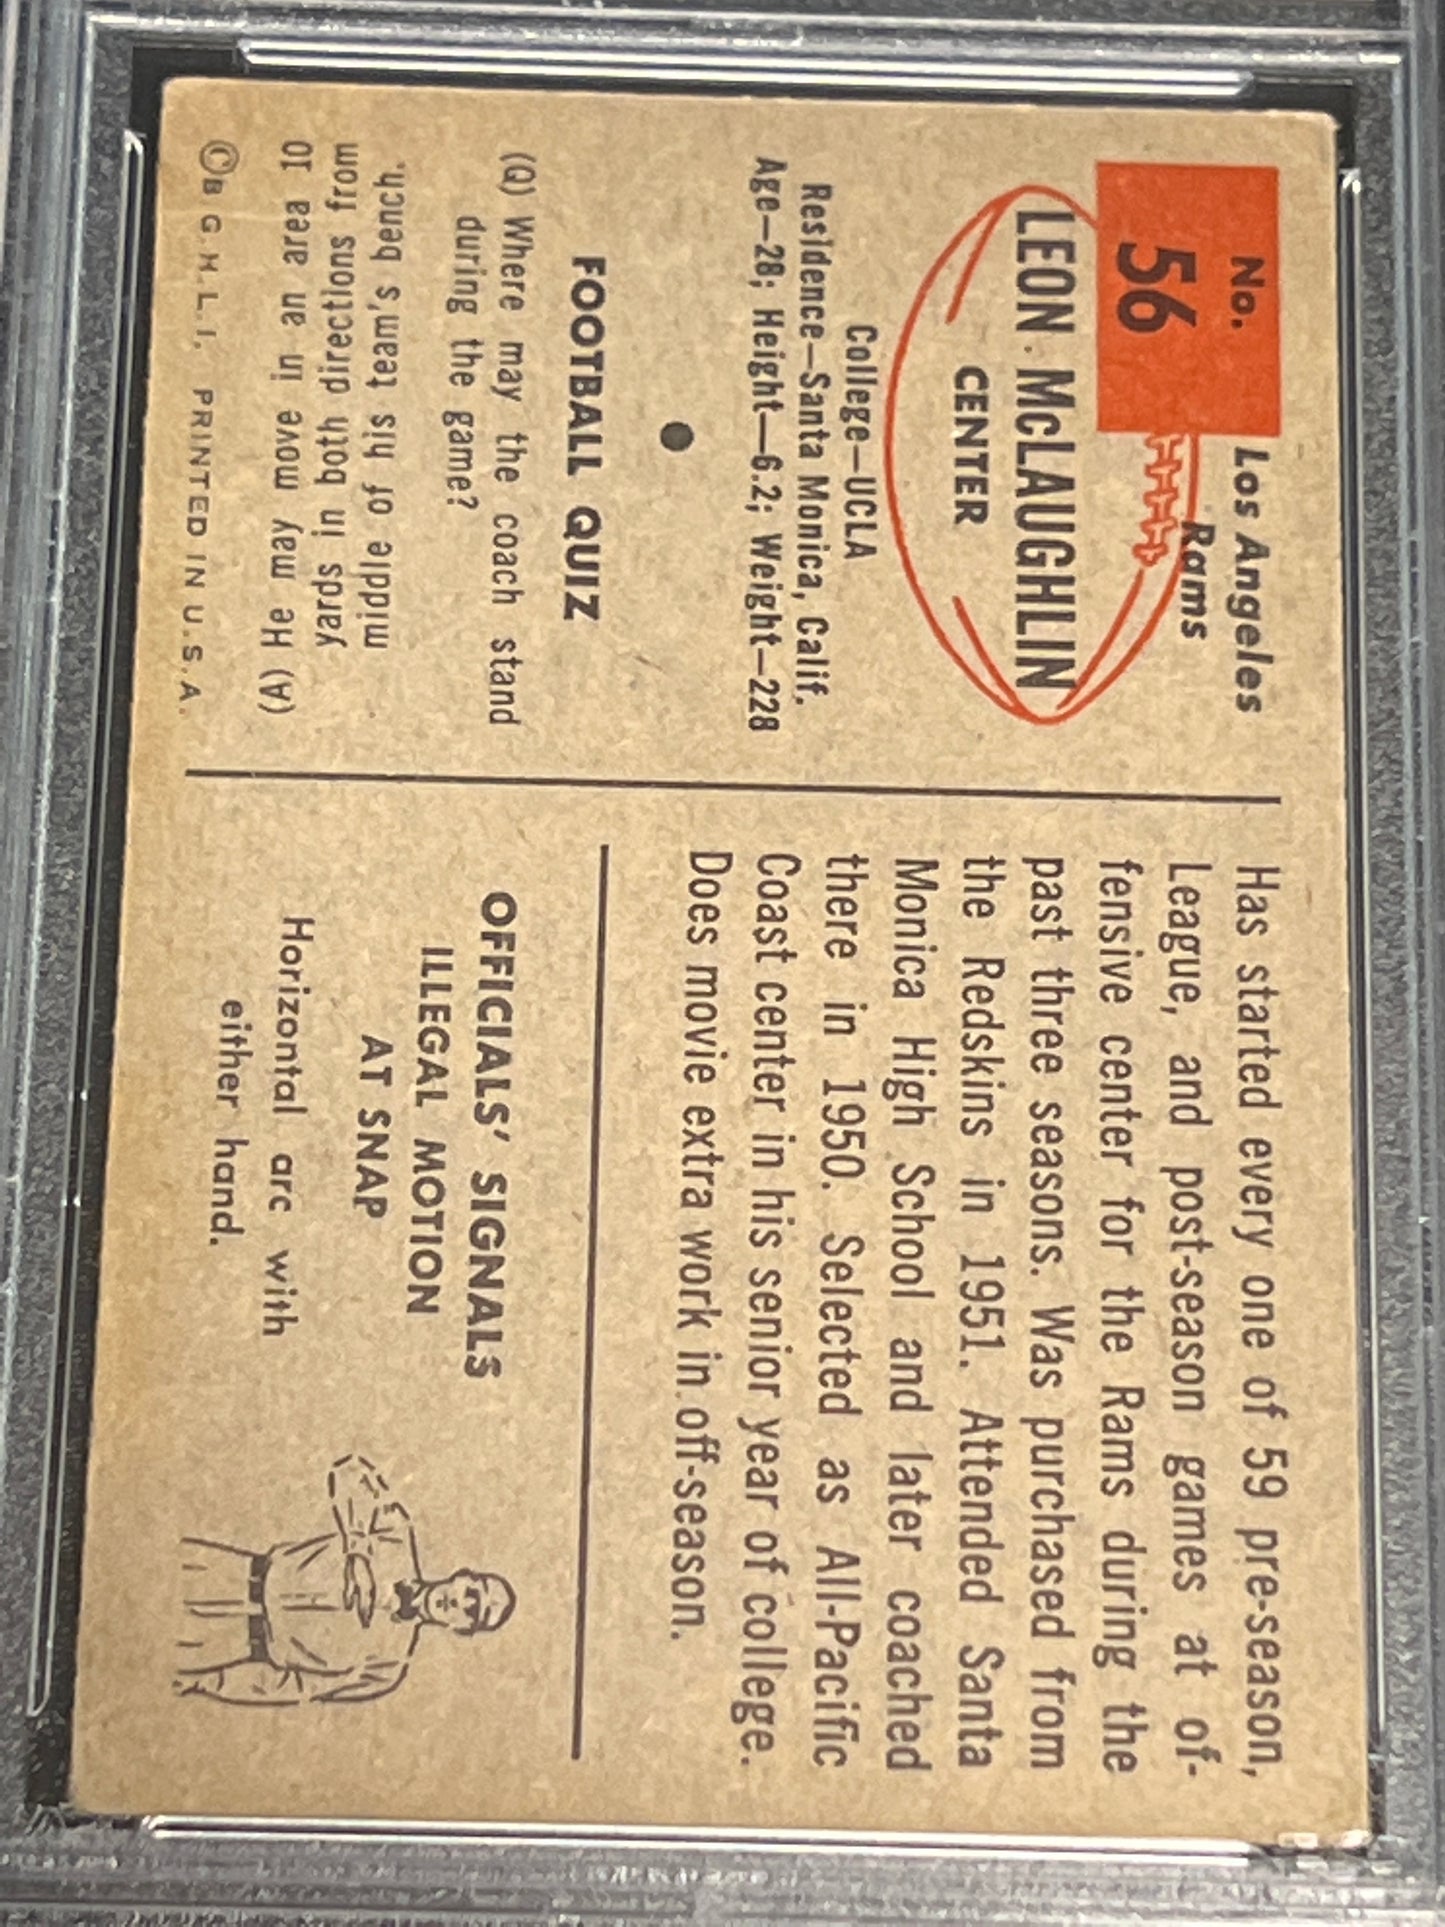 No.
56
Los Angeles
Rams
LEON McLAUGHLIN
CENTER
College—UCLA
Residence—Santa Monica, Calif.
Age—28; Height—6.2; Weight—228
FOOTBALL QUIZ
(Q) Where may the coach stand
during the game?
(A) He may move in an area 10
yards in both directions from
middle of his team's bench.
©B G.H.L.I. PRINTED IN U.S.A.
Has started every one of 59 pre-season,
League, and post-season games at of-
fensive center for the Rams during the
past three seasons. Was purchased from
the Redskins in 1951. Attended Santa
Monica High School and later coached
there in 1950. Selected as All-Pacific
Coast center in his senior year of college.
Does movie extra work in off-season.
OFFICIALS' SIGNALS
ILLEGAL MOTION
AT SNAP
Horizontal arc with
either hand.